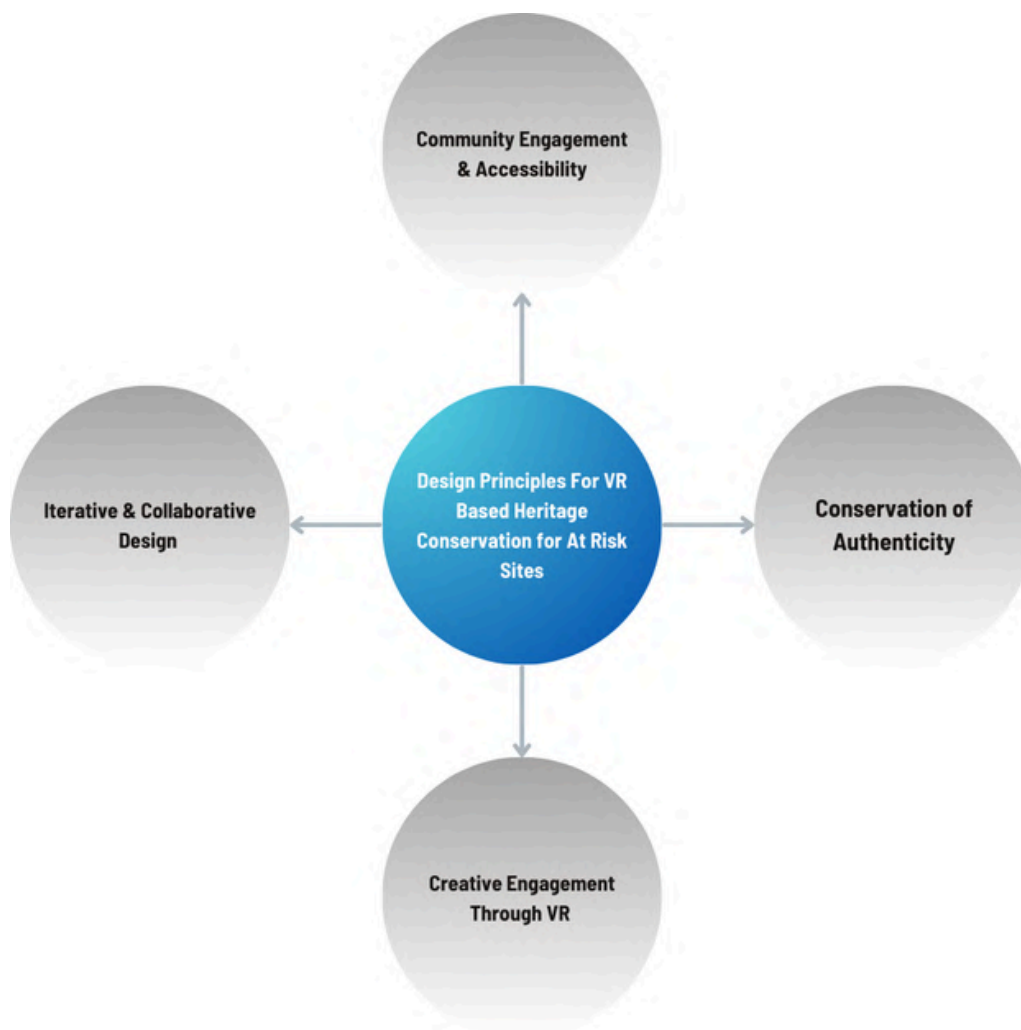 Community Engagement
& Accessibility
Iterative & Collaborative
Design
Design Principles For VR
Based Heritage
Conservation for At Risk
Sites
Conservation of
Authenticity
Creative Engagement
Through VR